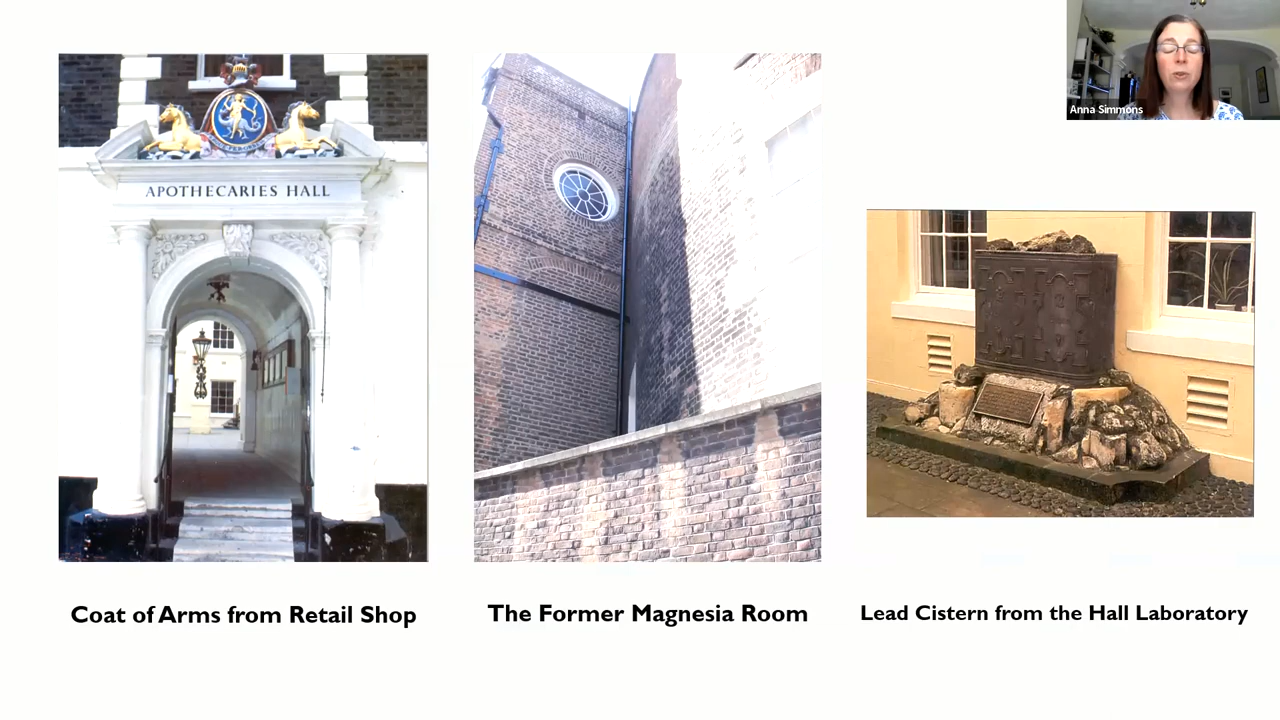 Anna Simmons
APOTHECARIES HALL
Coat of Arms from Retail Shop
The Former Magnesia Room
Lead Cistern from the Hall Laboratory